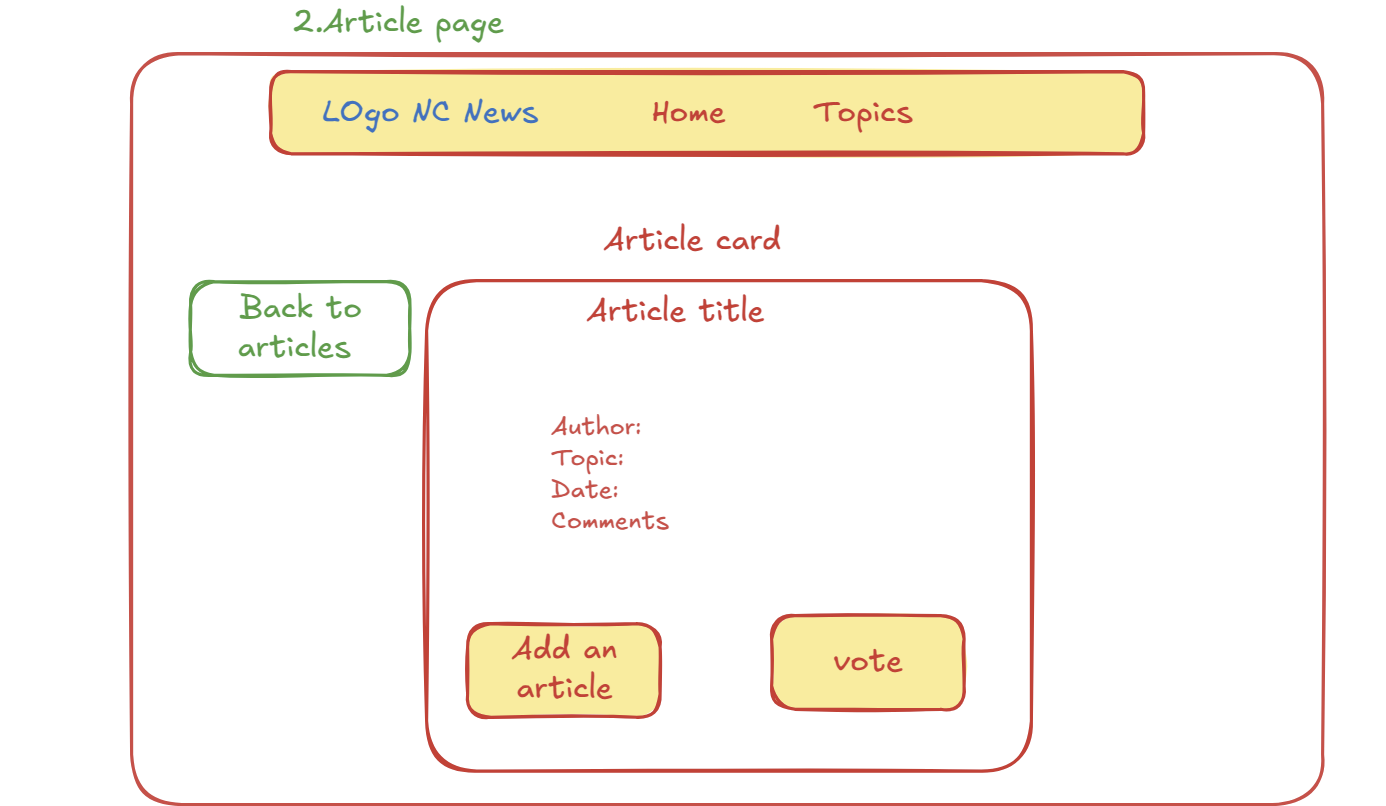 2.Article page
LOgo NC News
Home
Topics
Article card
Back to
articles
Article title
Author:
Topic:
Date:
Comments
Add an
article
vote